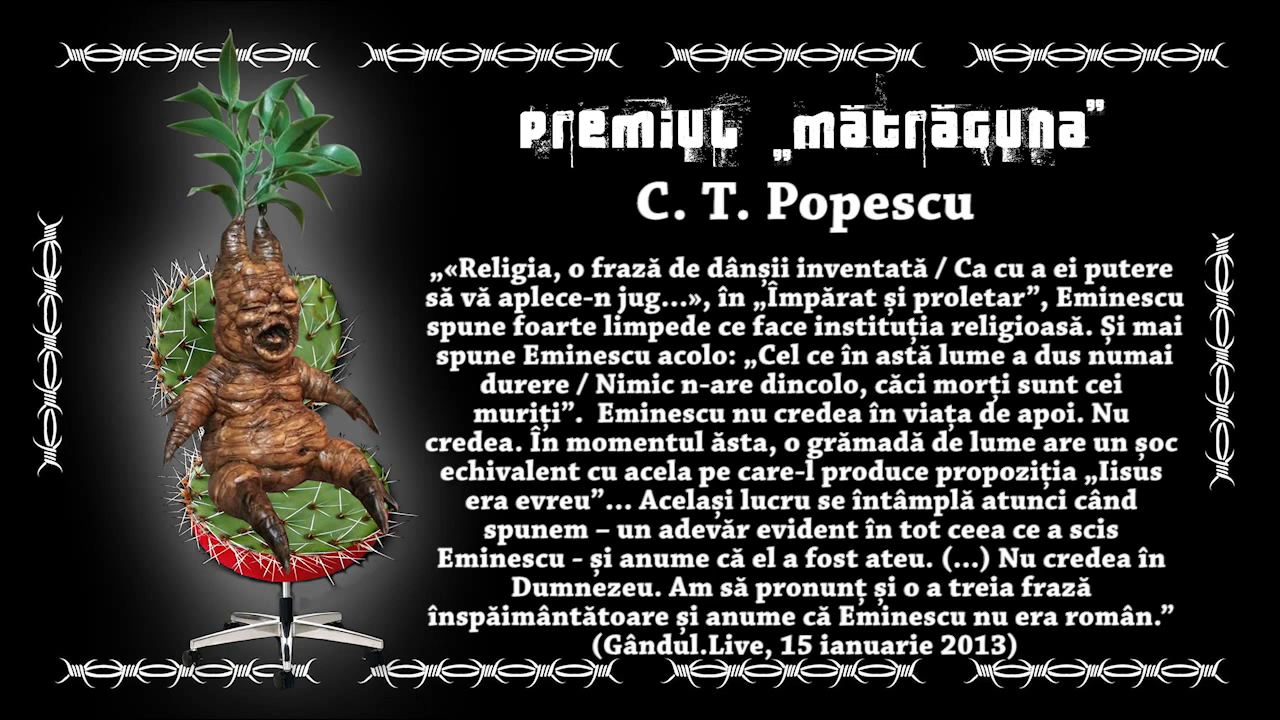 PREMIUL „MĂTRĂGUNA”
C. T. Popescu
„«Religia, o frază de dânșii inventată / Ca cu a ei putere
să vă aplece-n jug...», în „Împărat și proletar”, Eminescu
spune foarte limpede ce face instituția religioasă. Și mai
spune Eminescu acolo: „Cel ce în astă lume a dus numai
durere / Nimic n-are dincolo, căci morți sunt cei
muriți”.  Eminescu nu credea în viața de apoi. Nu
credea. În momentul ăsta, o grămadă de lume are un șoc
echivalent cu acela pe care-l produce propoziția „Iisus
era evreu”... Același lucru se întâmplă atunci când
spunem – un adevăr evident în tot ceea ce a scis
Eminescu - și anume că el a fost ateu. (...) Nu credea în
Dumnezeu. Am să pronunț și o a treia frază
înspăimântătoare și anume că Eminescu nu era român.”
(Gândul.Live, 15 ianuarie 2013)